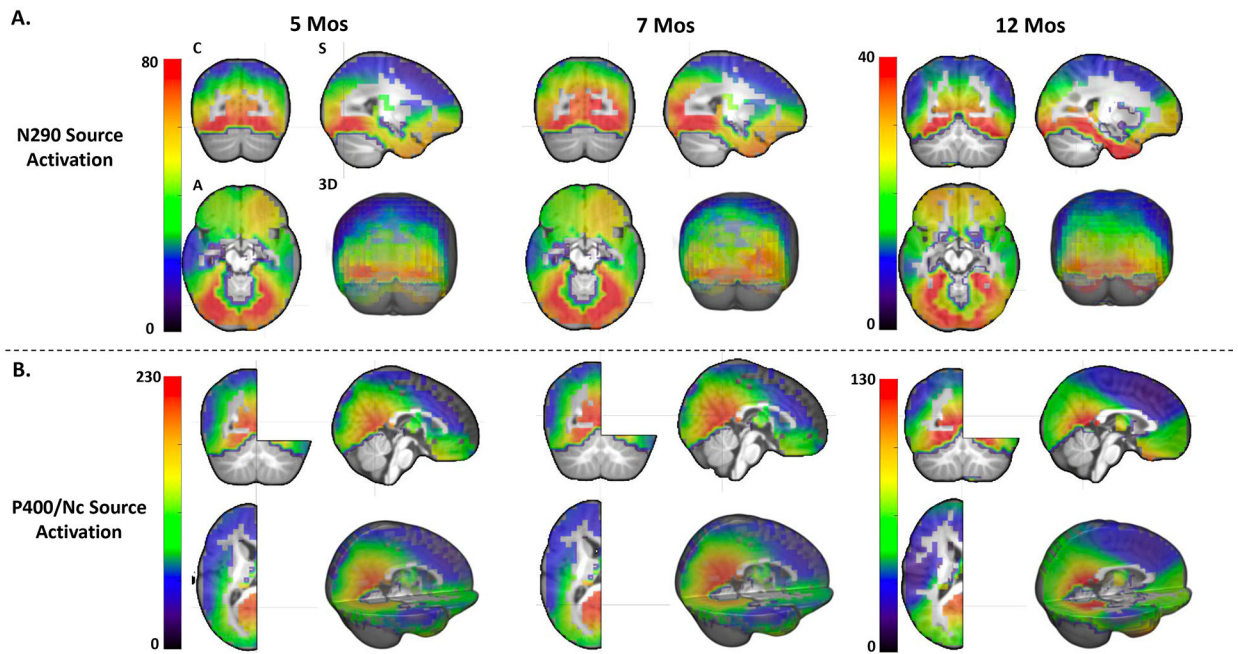 A.
5 Mos
7 Mos
12 Mos
80
C
S
40
N290 Source
Activation
A
3D
0
0
B.
230
130
P400/Nc Source
Activation
0
0